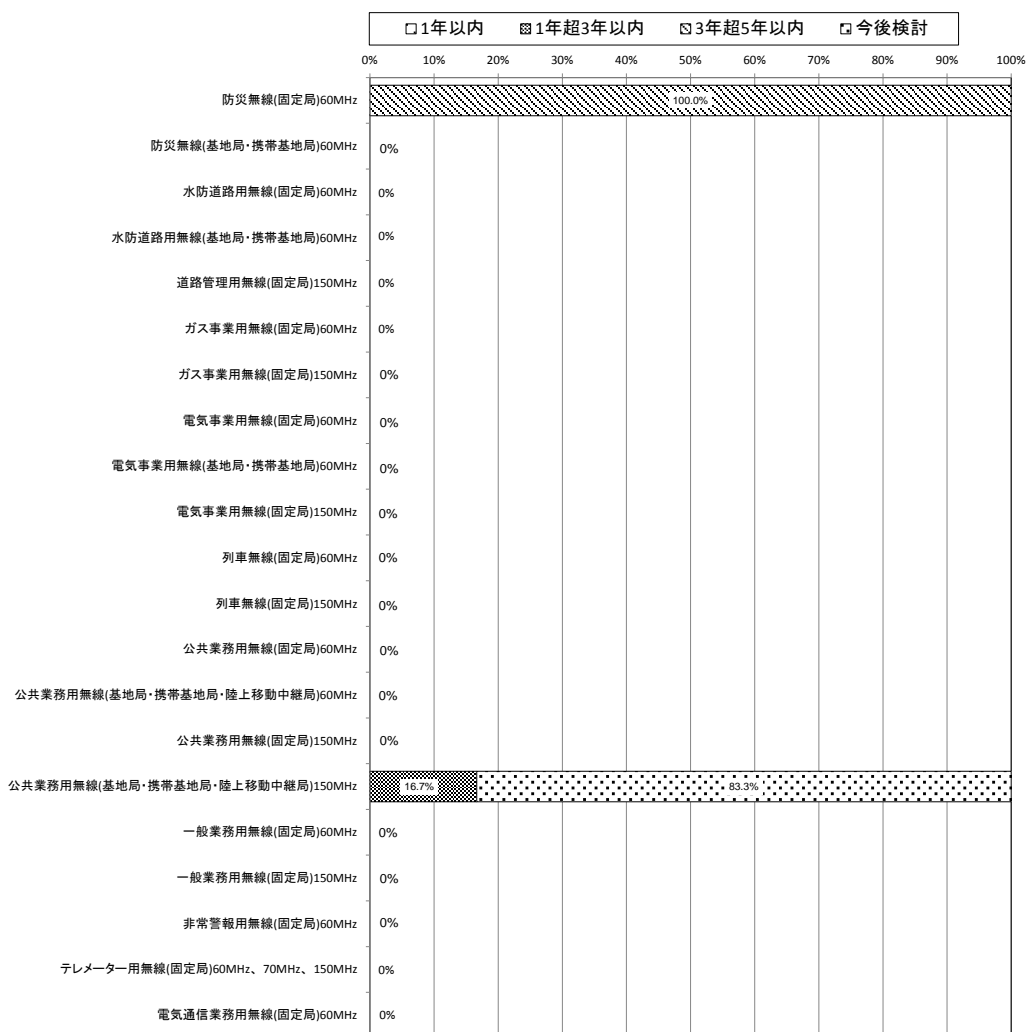 1年以内 1年超3年以内 3年超5年以内 今後検討
0% 10% 20% 30% 40% 50% 60% 70% 80% 90% 100%
防災無線(固定局)60MHz 100.0%
防災無線(基地局・携帯基地局)60MHz 0%
水防道路用無線(固定局)60MHz 0%
水防道路用無線(基地局・携帯基地局)60MHz 0%
道路管理用無線(固定局)150MHz 0%
ガス事業用無線(固定局)60MHz 0%
ガス事業用無線(固定局)150MHz 0%
電気事業用無線(固定局)60MHz 0%
電気事業用無線(基地局・携帯基地局)60MHz 0%
電気事業用無線(固定局)150MHz 0%
列車無線(固定局)60MHz 0%
列車無線(固定局)150MHz 0%
公共業務用無線(固定局)60MHz 0%
公共業務用無線(基地局・携帯基地局・陸上移動中継局)60MHz 0%
公共業務用無線(固定局)150MHz 0%
公共業務用無線(基地局・携帯基地局・陸上移動中継局)150MHz 16.7% 83.3%
一般業務用無線(固定局)60MHz 0%
一般業務用無線(固定局)150MHz 0%
非常警報用無線(固定局)60MHz 0%
テレメーター用無線(固定局)60MHz、70MHz、150MHz 0%
電気通信業務用無線(固定局)60MHz 0%